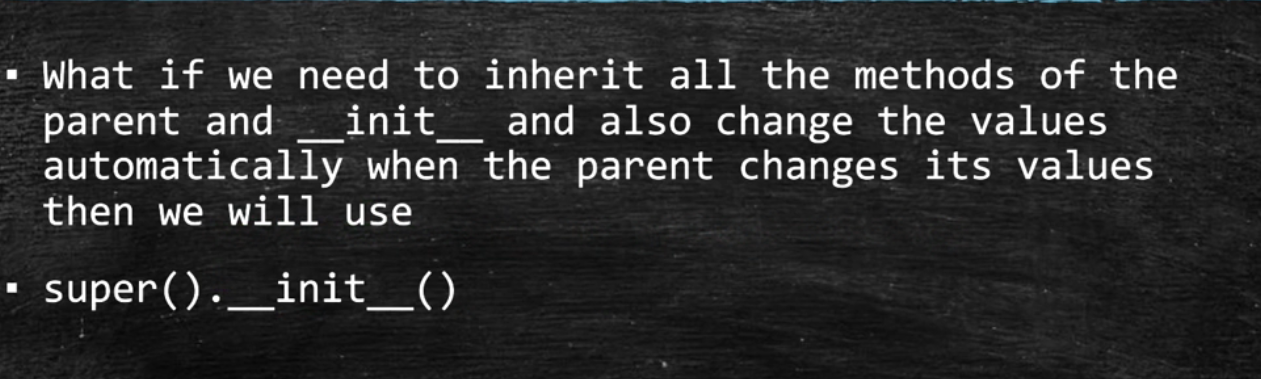 ▪ What if we need to inherit all the methods of the
parent and __init__ and also change the values
automatically when the parent changes its values
then we will use
▪ super().__init__()